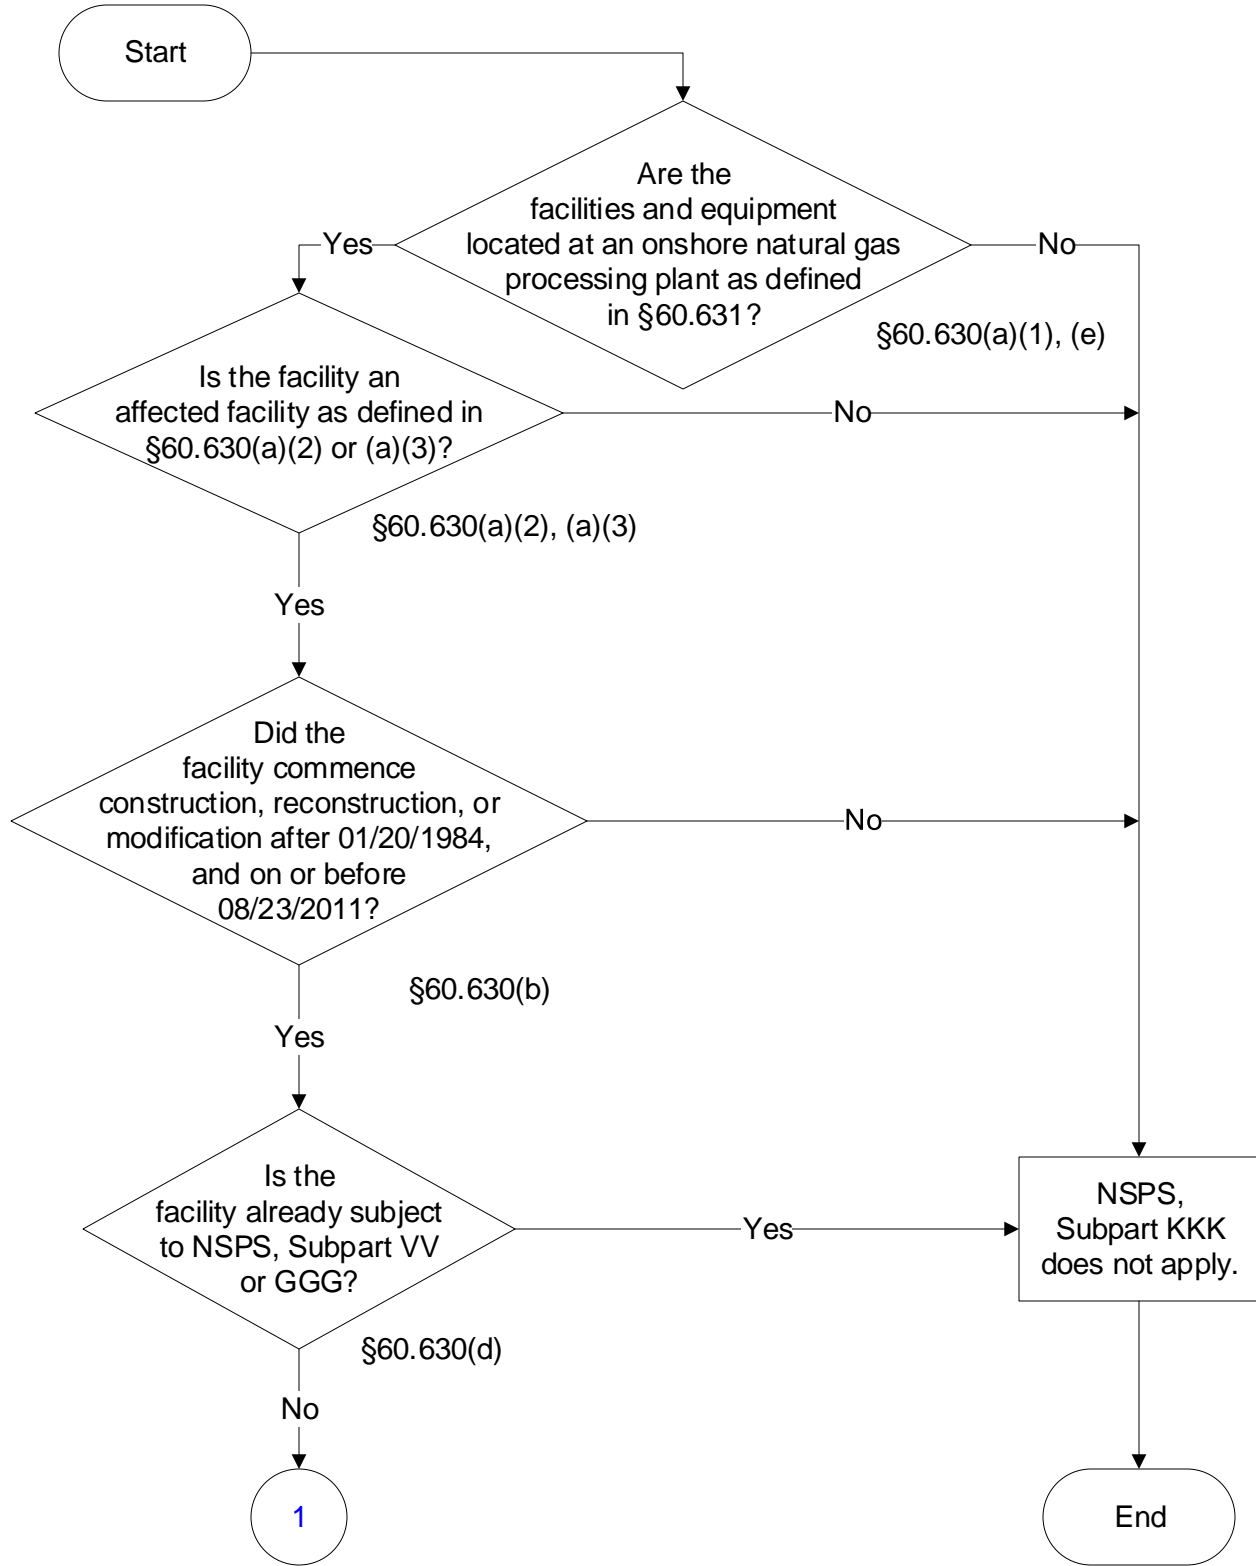 Start
Are the
facilities and equipment
located at an onshore natural gas
processing plant as defined
in §60.631?
Yes
No
§60.630(a)(1), (e)
Is the facility an
affected facility as defined in
§60.630(a)(2) or (a)(3)?
No
§60.630(a)(2), (a)(3)
Yes
Did the
facility commence
construction, reconstruction, or
modification after 01/20/1984,
and on or before
08/23/2011?
No
§60.630(b)
Yes
Is the
facility already subject
to NSPS, Subpart VV
or GGG?
Yes
NSPS,
Subpart KKK
does not apply.
§60.630(d)
No
1
End